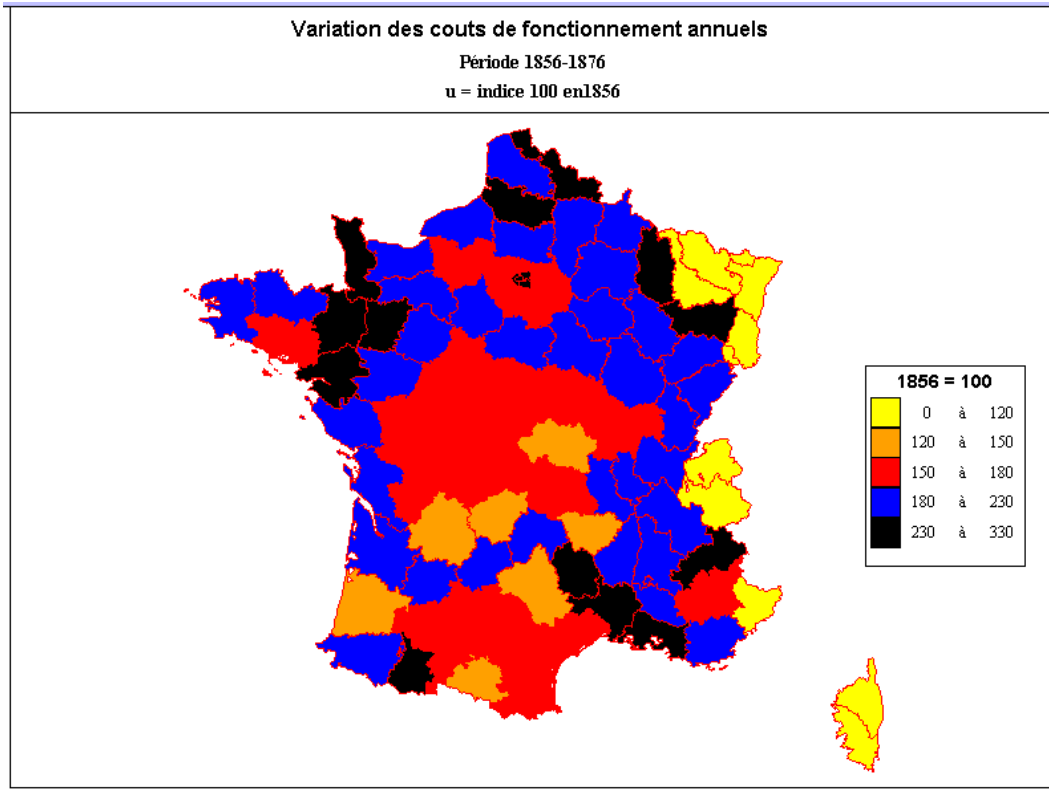 Variation des couts de fonctionnement annuels
Période 1856-1876
u = indice 100 en1856
1856 = 100
0 à 120
120 à 150
150 à 180
180 à 230
230 à 330